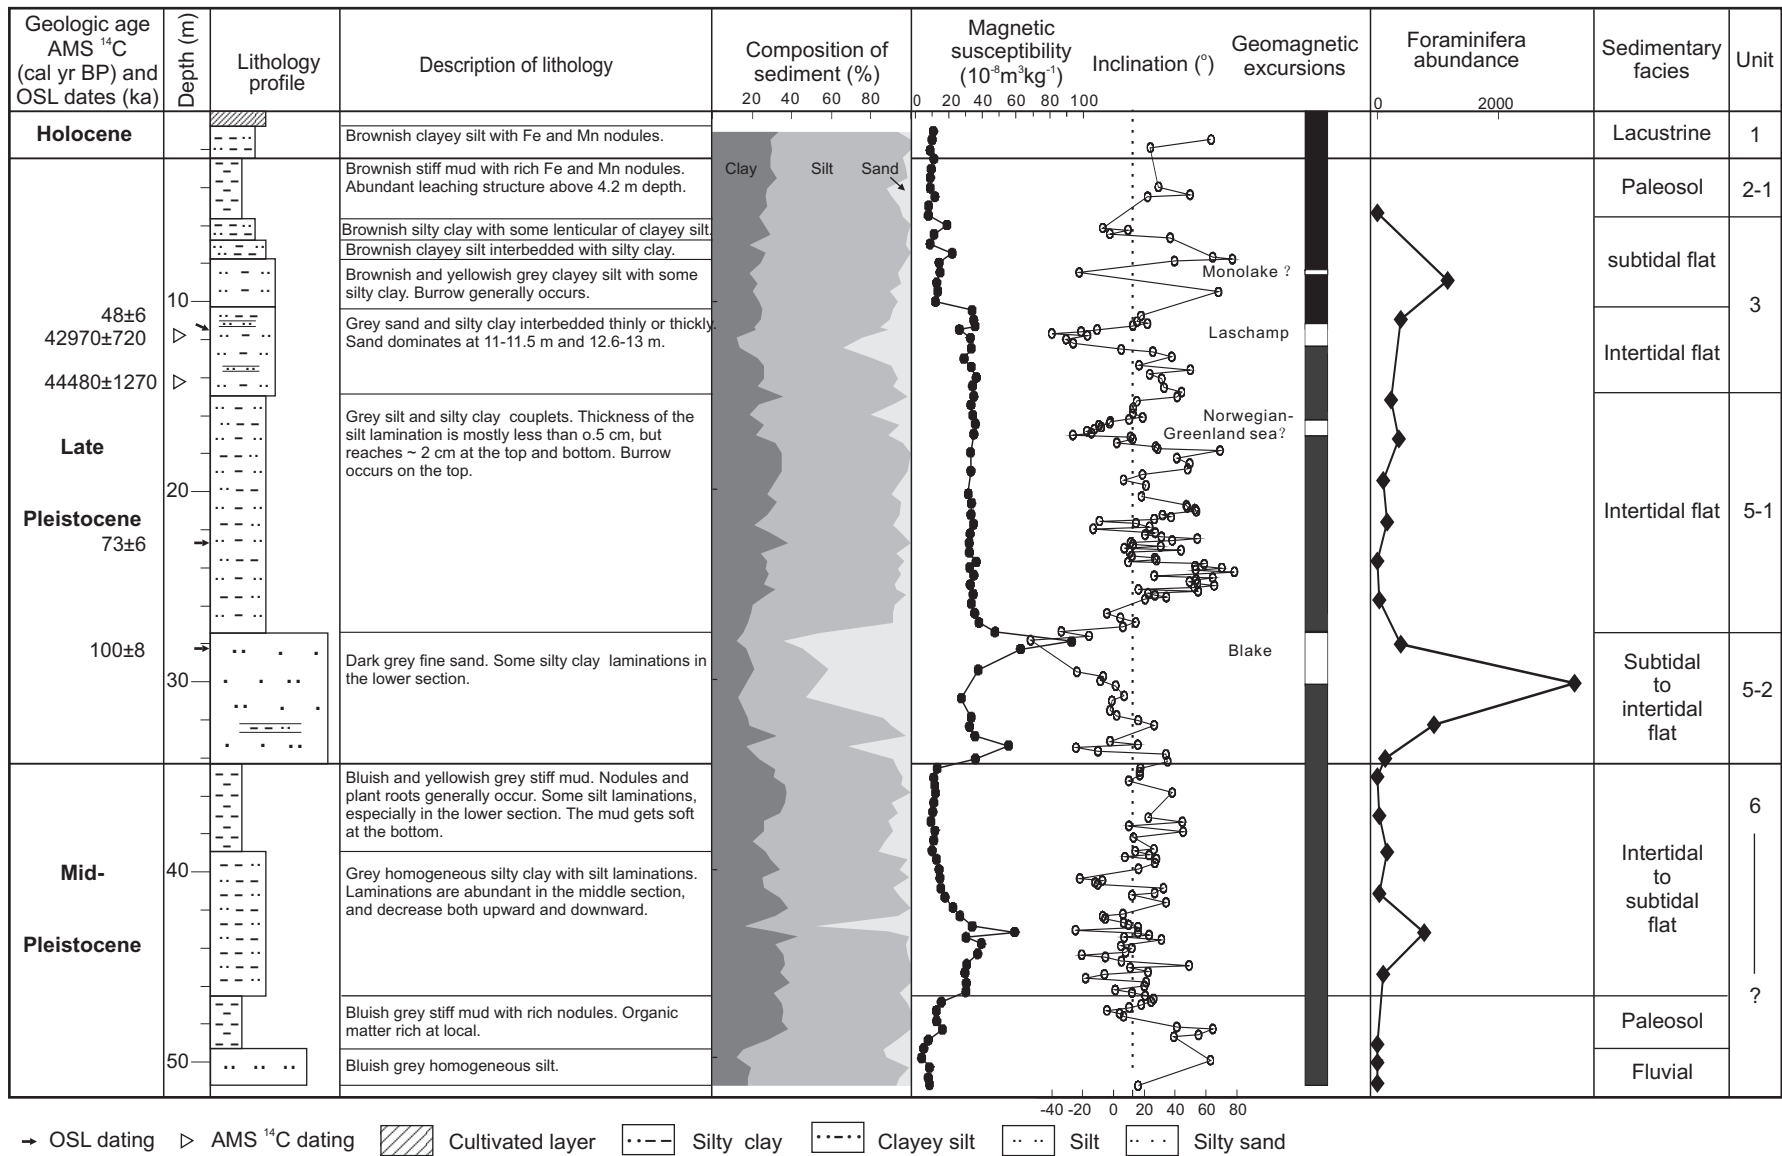 Geologic age
AMS ¹⁴C
(cal yr BP) and
OSL dates (ka)
Depth (m)
Lithology
profile
Description of lithology
Composition of
sediment (%)
20 40 60 80
Magnetic
susceptibility
(10⁻⁸m³kg⁻¹)
0 20 40 60 80 100
Inclination (°)
Geomagnetic
excursions
Foraminifera
abundance
0 2000
Sedimentary
facies
Unit
Holocene
Brownish clayey silt with Fe and Mn nodules.
Lacustrine
1
Brownish stiff mud with rich Fe and Mn nodules.
Abundant leaching structure above 4.2 m depth.
Clay
Silt
Sand
Paleosol
2-1
Brownish silty clay with some lenticular of clayey silt.
Brownish clayey silt interbedded with silty clay.
Brownish and yellowish grey clayey silt with some
silty clay. Burrow generally occurs.
Monolake ?
subtidal flat
3
10
48±6
42970±720
44480±1270
Grey sand and silty clay interbedded thinly or thickly.
Sand dominates at 11-11.5 m and 12.6-13 m.
Laschamp
Intertidal flat
Late
Pleistocene
73±6
100±8
20
Grey silt and silty clay couplets. Thickness of the
silt lamination is mostly less than o.5 cm, but
reaches ~ 2 cm at the top and bottom. Burrow
occurs on the top.
Norwegian-
Greenland sea?
Intertidal flat
5-1
30
Dark grey fine sand. Some silty clay laminations in
the lower section.
Blake
Subtidal
to
intertidal
flat
5-2
Mid-
Pleistocene
Bluish and yellowish grey stiff mud. Nodules and
plant roots generally occur. Some silt laminations,
especially in the lower section. The mud gets soft
at the bottom.
6
40
Grey homogeneous silty clay with silt laminations.
Laminations are abundant in the middle section,
and decrease both upward and downward.
Intertidal
to
subtidal
flat
?
Bluish grey stiff mud with rich nodules. Organic
matter rich at local.
Paleosol
50
Bluish grey homogeneous silt.
Fluvial
-40 -20 0 20 40 60 80
OSL dating
AMS ¹⁴C dating
Cultivated layer
Silty clay
Clayey silt
Silt
Silty sand